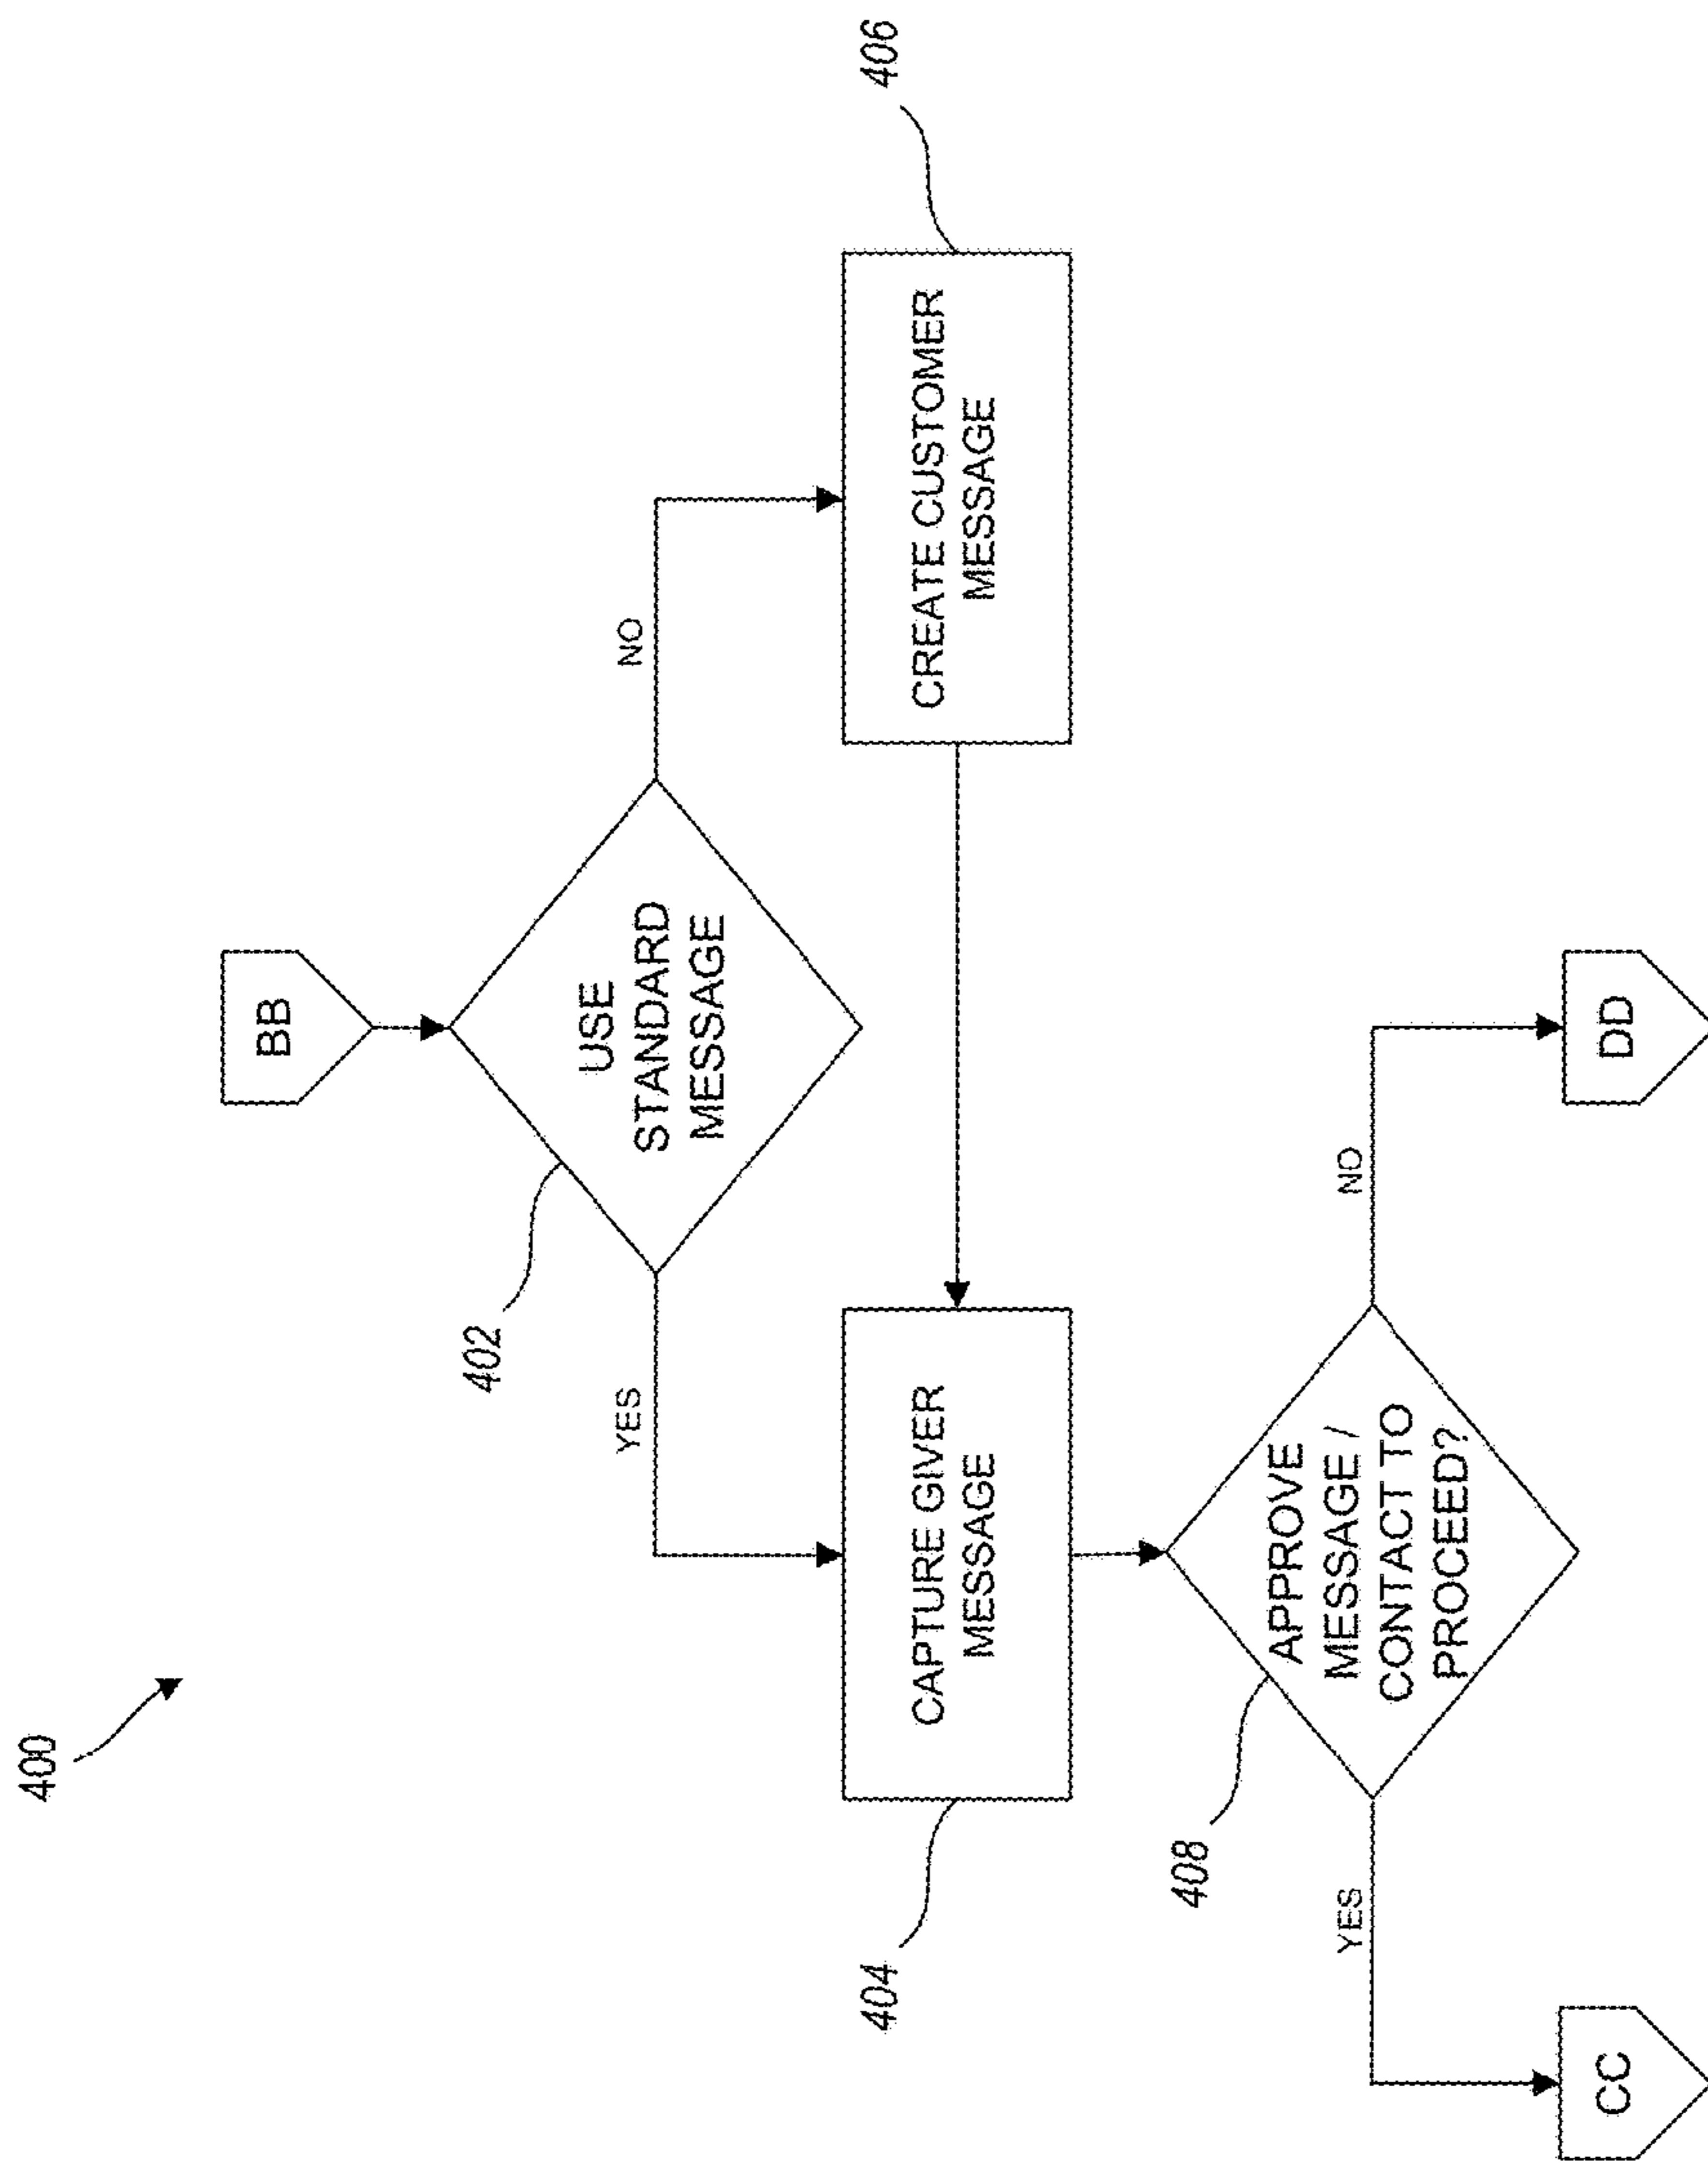 400
BB
402
USE
STANDARD
MESSAGE
YES
NO
404
CAPTURE GIVER
MESSAGE
CREATE CUSTOMER
MESSAGE
406
408
APPROVE
MESSAGE /
CONTACT TO
PROCEED?
YES
NO
CC
DD